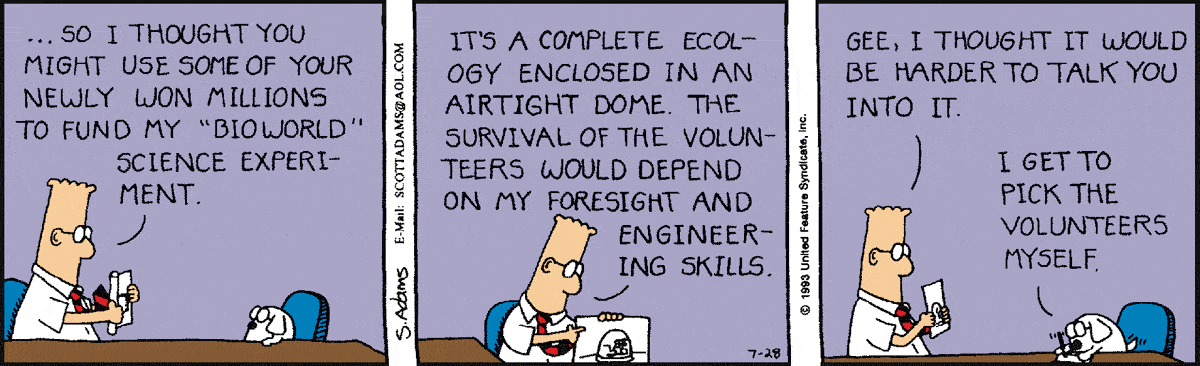 ...SO I THOUGHT YOU
MIGHT USE SOME OF YOUR
NEWLY WON MILLIONS
TO FUND MY "BIOWORLD"
SCIENCE EXPERI-
MENT.
S. Adams
E-Mail: SCOTTADAMS@AOL.COM
IT'S A COMPLETE ECOL-
OGY ENCLOSED IN AN
AIRTIGHT DOME. THE
SURVIVAL OF THE VOLUN-
TEERS WOULD DEPEND
ON MY FORESIGHT AND
ENGINEER-
ING SKILLS.
7-28
© 1993 United Feature Syndicate, Inc.
GEE, I THOUGHT IT WOULD
BE HARDER TO TALK YOU
INTO IT.
I GET TO
PICK THE
VOLUNTEERS
MYSELF.